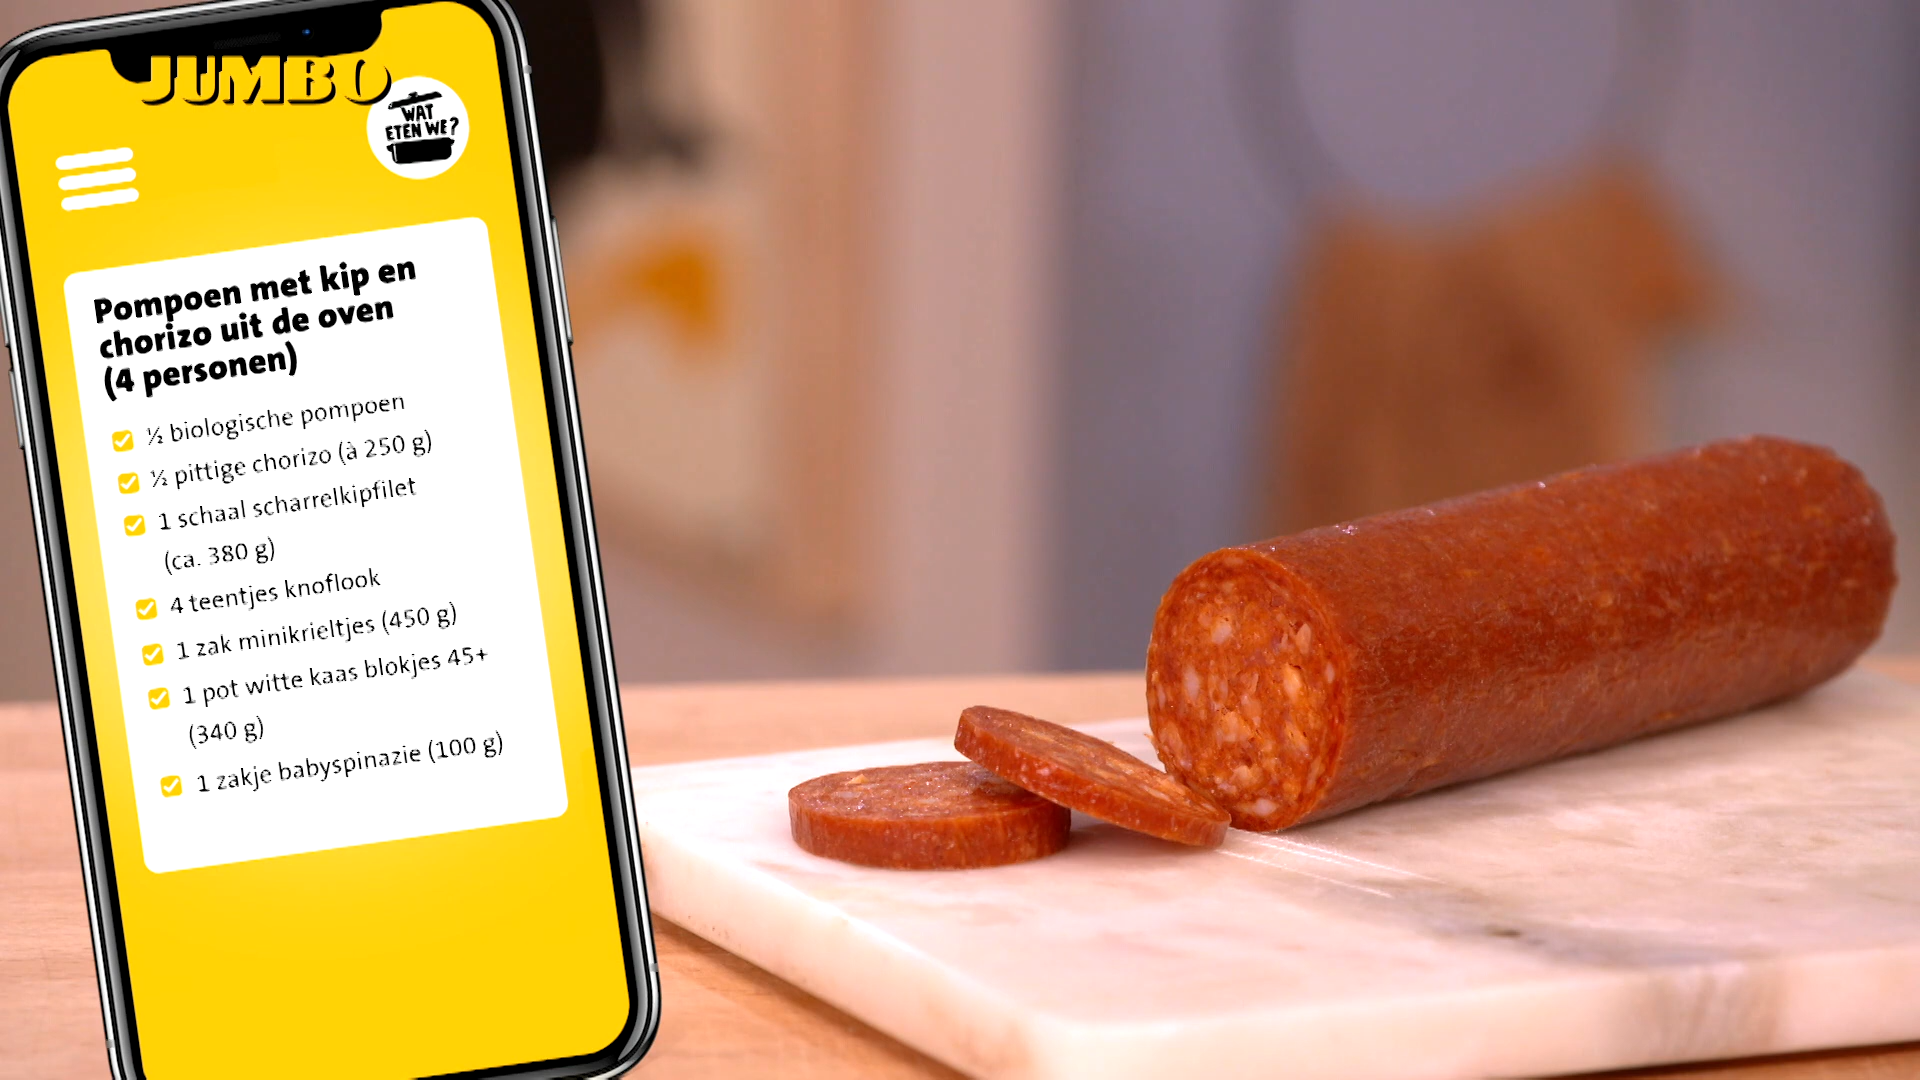 JUMBO
WAT
ETEN WE?
Pompoen met kip en
chorizo uit de oven
(4 personen)
½ biologische pompoen
½ pittige chorizo (à 250 g)
1 schaal scharrelkipfilet
(ca. 380 g)
4 teentjes knoflook
1 zak minikrieltjes (450 g)
1 pot witte kaas blokjes 45+
(340 g)
1 zakje babyspinazie (100 g)